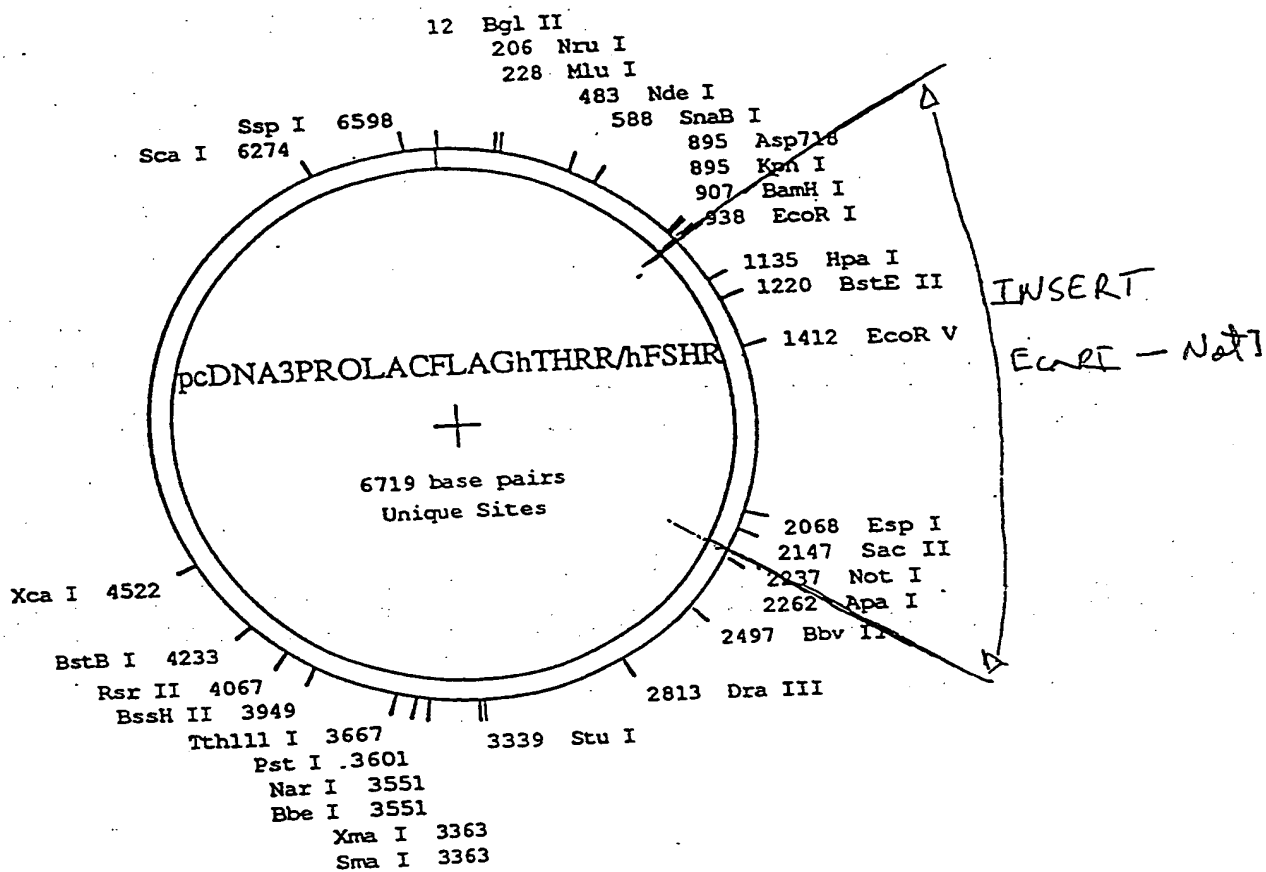 12 Bgl II
206 Nru I
228 Mlu I
483 Nde I
588 SnaB I
895 Asp718
895 Kpn I
907 BamH I
938 EcoR I
1135 Hpa I
1220 BstE II
1412 EcoR V
INSERT
EcoRI — NotI
Ssp I 6598
Sca I 6274
pcDNA3PROLACFLAGhTHRR/hFSHR
6719 base pairs
Unique Sites
2068 Esp I
2147 Sac II
2237 Not I
2262 Apa I
2497 Bbv II
2813 Dra III
3339 Stu I
Xca I 4522
BstB I 4233
Rsr II 4067
BssH II 3949
Tth111 I 3667
Pst I 3601
Nar I 3551
Bbe I 3551
Xma I 3363
Sma I 3363